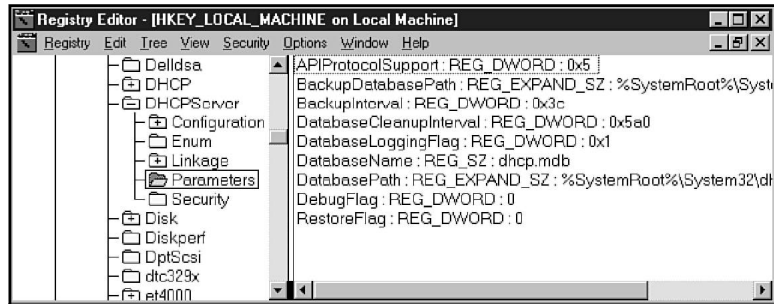 Registry Editor - [HKEY_LOCAL_MACHINE on Local Machine]
Registry Edit Tree View Security Options Window Help
Delldsa
DHCP
DHCPServer
Configuration
Enum
Linkage
Parameters
Security
Disk
Diskperf
DptScsi
dtc329x
et4000
APIProtocolSupport : REG_DWORD : 0x5
BackupDatabasePath : REG_EXPAND_SZ : %SystemRoot%\Syst
BackupInterval : REG_DWORD : 0x3c
DatabaseCleanupInterval : REG_DWORD : 0x5a0
DatabaseLoggingFlag : REG_DWORD : 0x1
DatabaseName : REG_SZ : dhcp.mdb
DatabasePath : REG_EXPAND_SZ : %SystemRoot%\System32\dh
DebugFlag : REG_DWORD : 0
RestoreFlag : REG_DWORD : 0